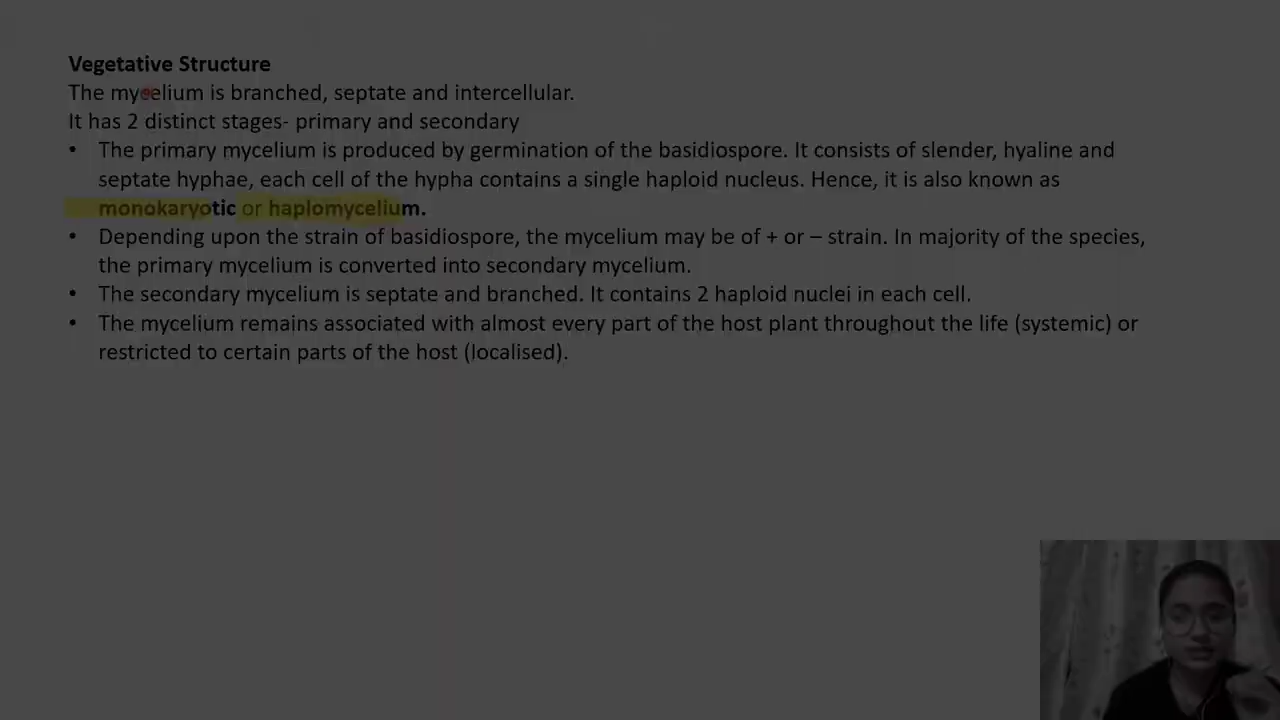 Vegetative Structure
The mycelium is branched, septate and intercellular.
It has 2 distinct stages- primary and secondary
• The primary mycelium is produced by germination of the basidiospore. It consists of slender, hyaline and
septate hyphae, each cell of the hypha contains a single haploid nucleus. Hence, it is also known as
monokaryotic or haplomycelium.
• Depending upon the strain of basidiospore, the mycelium may be of + or – strain. In majority of the species,
the primary mycelium is converted into secondary mycelium.
• The secondary mycelium is septate and branched. It contains 2 haploid nuclei in each cell.
• The mycelium remains associated with almost every part of the host plant throughout the life (systemic) or
restricted to certain parts of the host (localised).